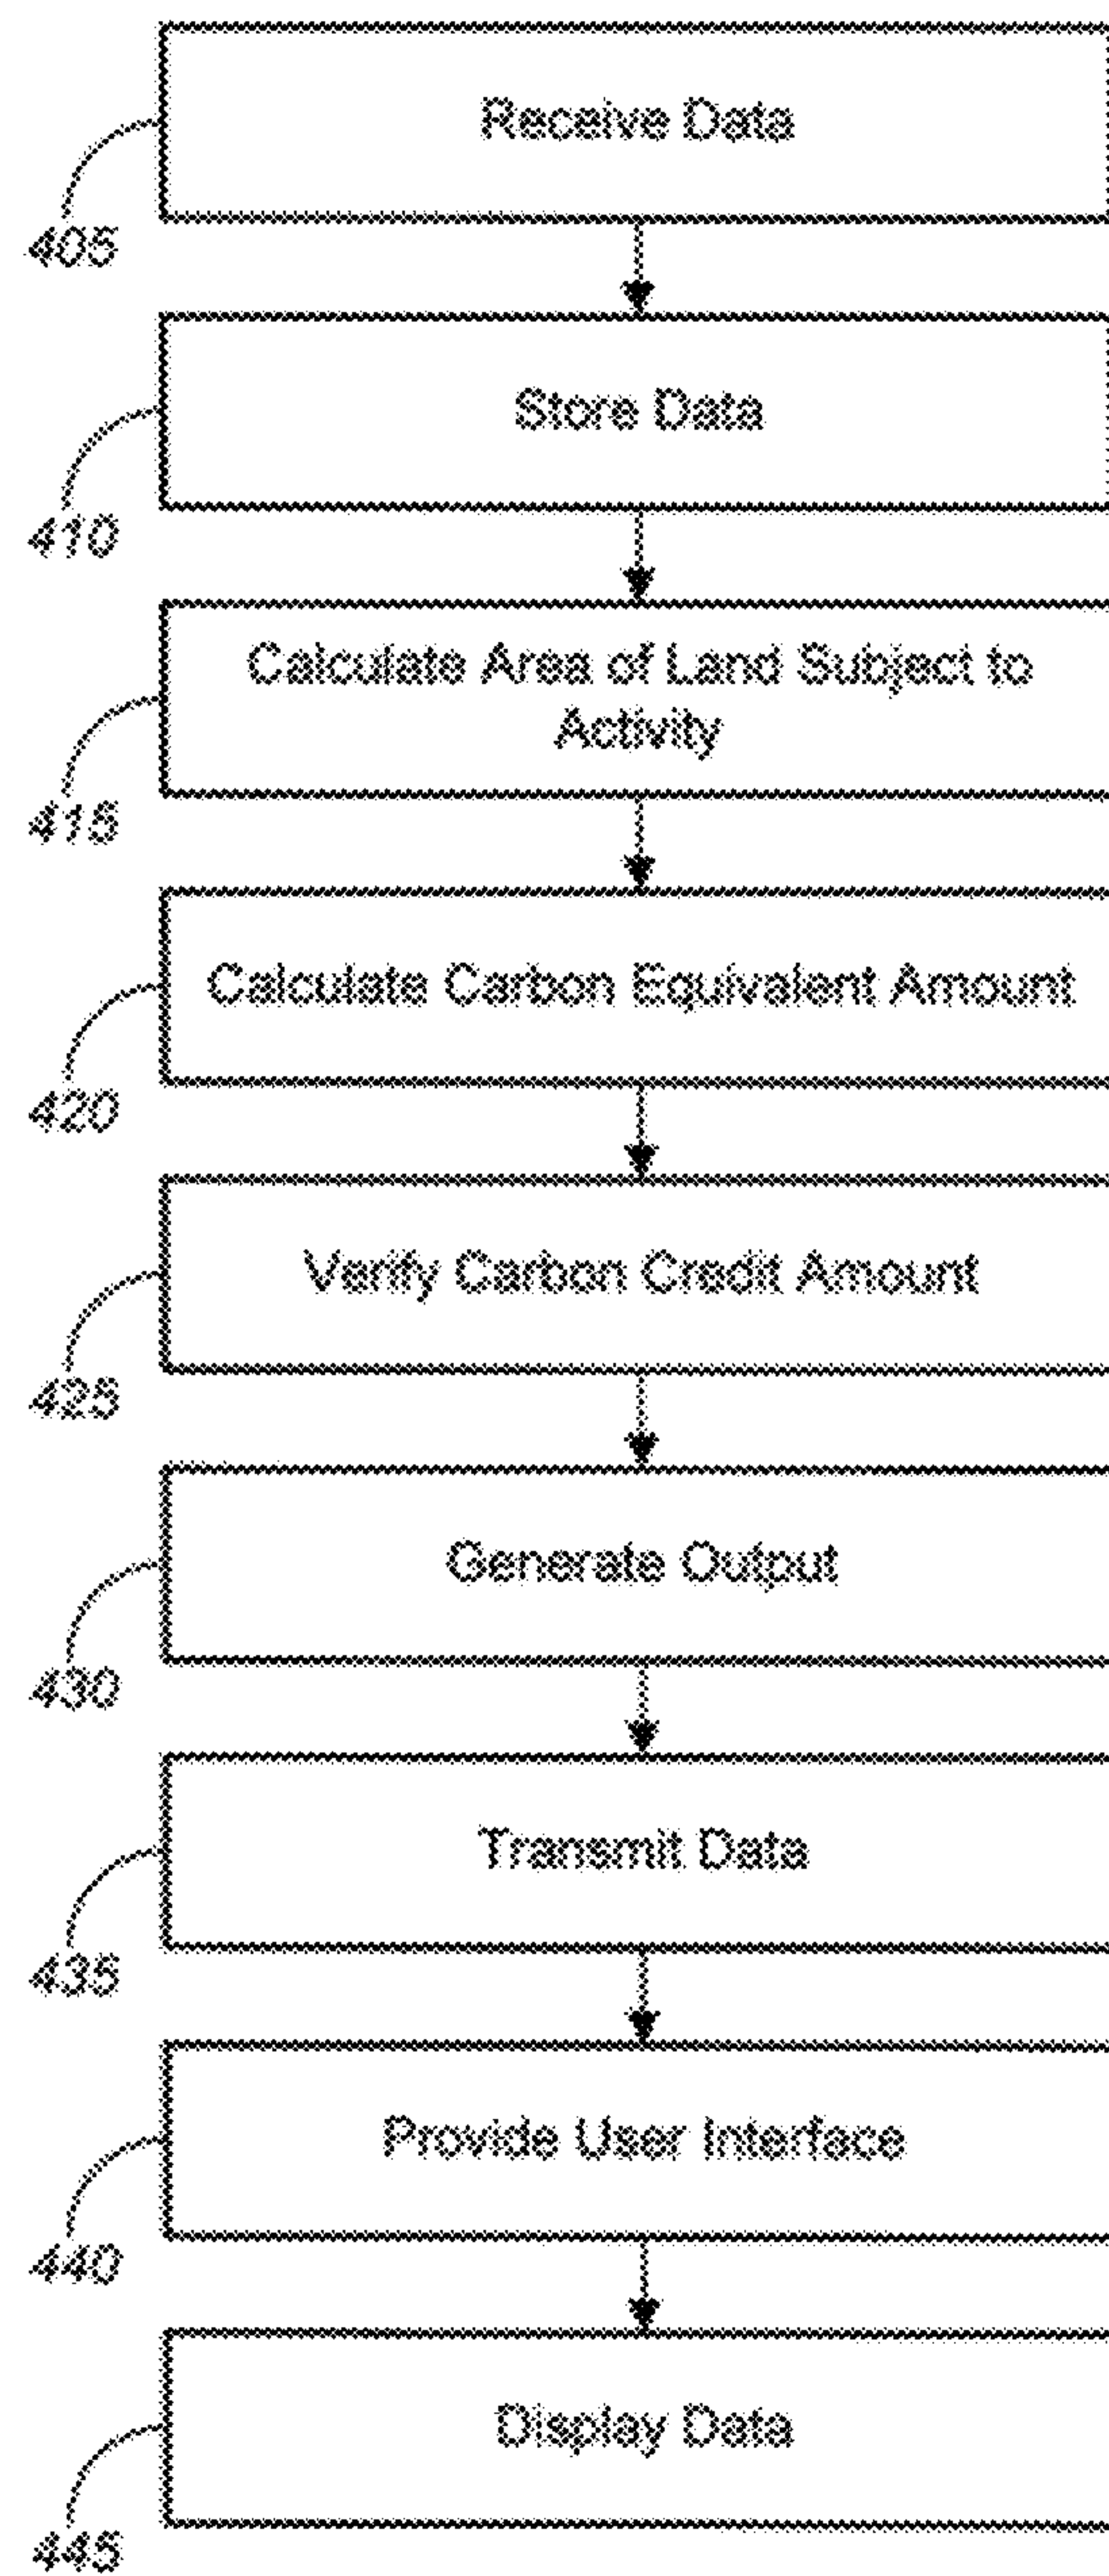 Receive Data
405
Store Data
410
Calculate Area of Land Subject to
Activity
415
Calculate Carbon Equivalent Amount
420
Verify Carbon Credit Amount
425
Generate Output
430
Transmit Data
435
Provide User Interface
440
Display Data
445